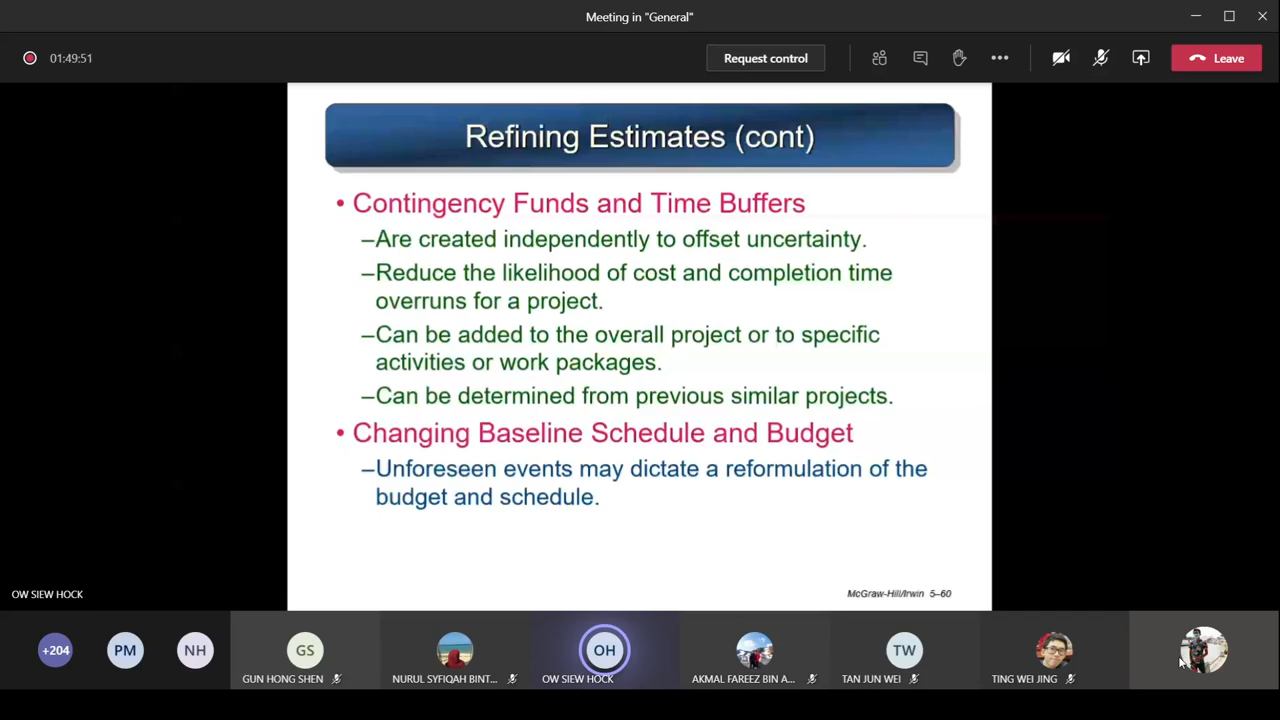 Meeting in "General"
01:49:51
Request control
Leave
Refining Estimates (cont)
• Contingency Funds and Time Buffers
–Are created independently to offset uncertainty.
–Reduce the likelihood of cost and completion time
overruns for a project.
–Can be added to the overall project or to specific
activities or work packages.
–Can be determined from previous similar projects.
• Changing Baseline Schedule and Budget
–Unforeseen events may dictate a reformulation of the
budget and schedule.
McGraw-Hill/Irwin 5–60
OW SIEW HOCK
+204
PM
NH
GS
OH
TW
GUN HONG SHEN
NURUL SYFIQAH BINT...
OW SIEW HOCK
AKMAL FAREEZ BIN A...
TAN JUN WEI
TING WEI JING